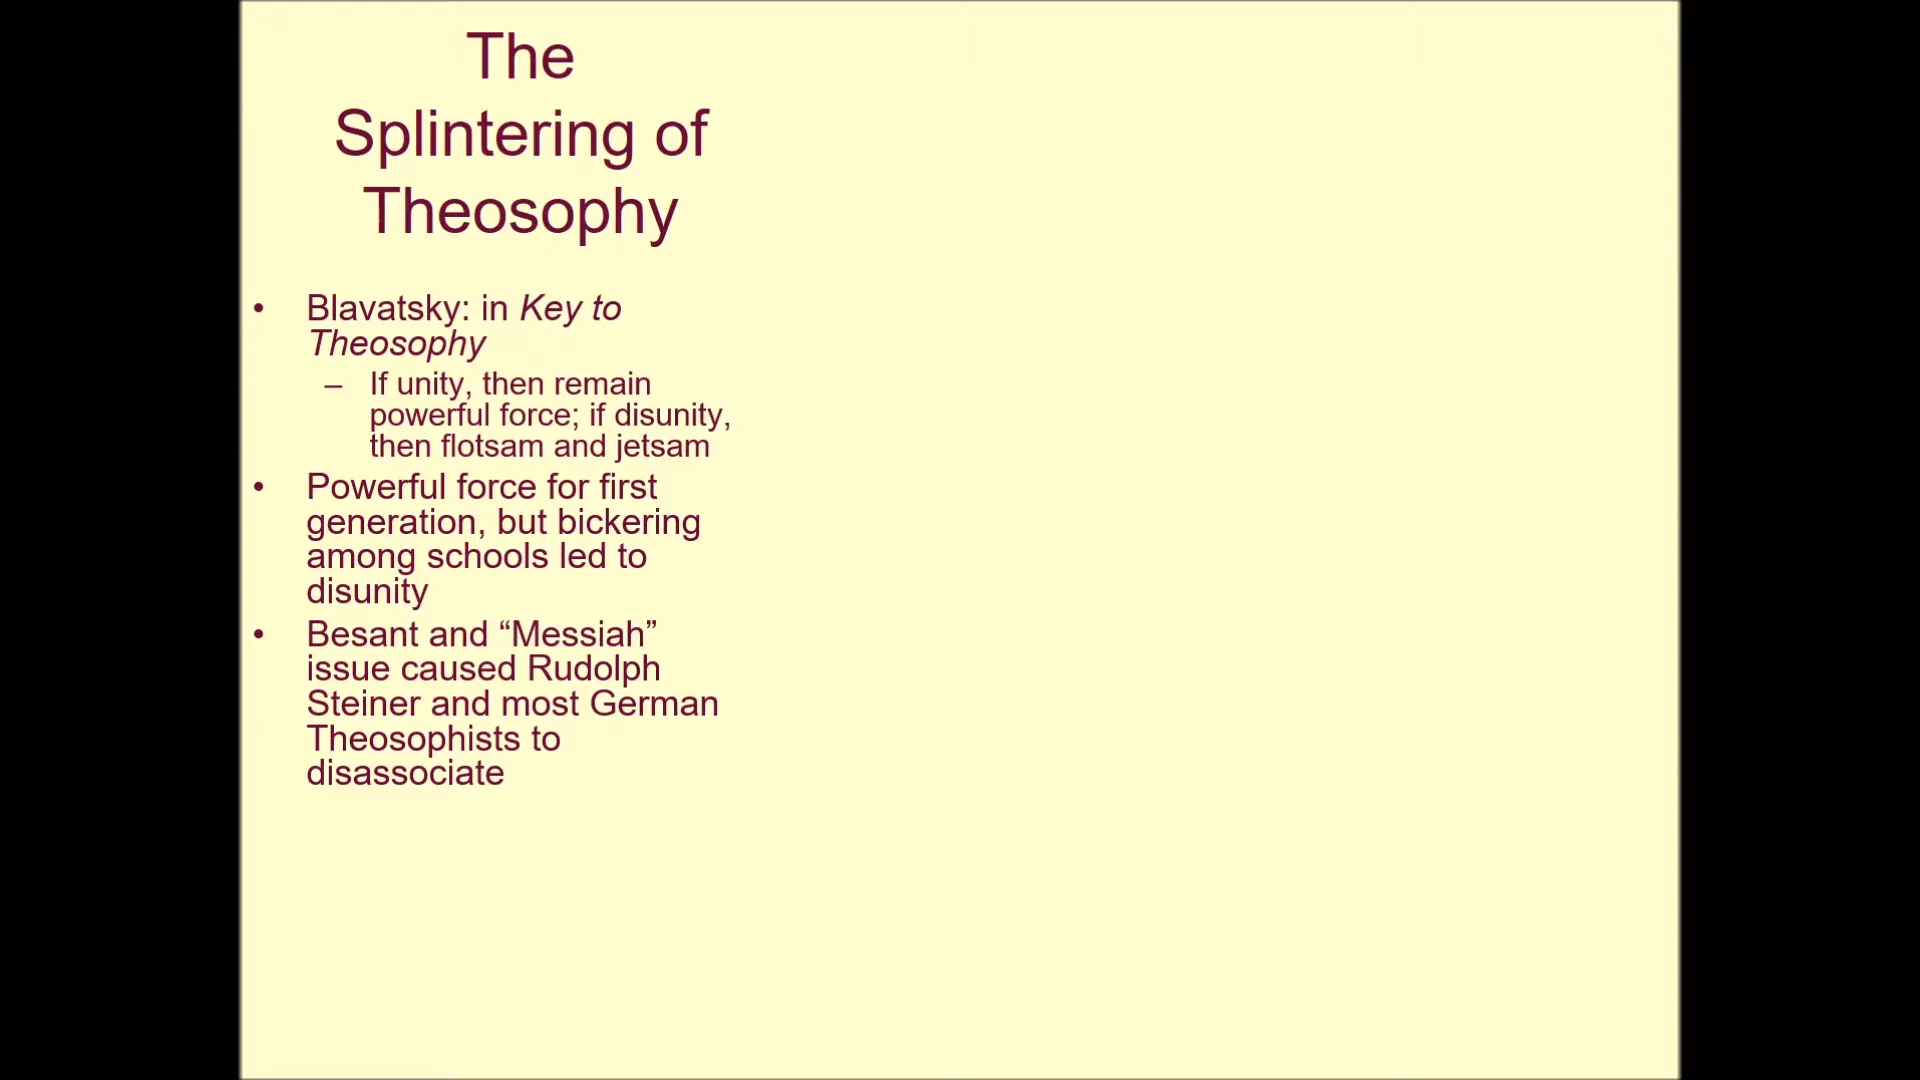 The
Splintering of
Theosophy
• Blavatsky: in Key to
Theosophy
– If unity, then remain
powerful force; if disunity,
then flotsam and jetsam
• Powerful force for first
generation, but bickering
among schools led to
disunity
• Besant and “Messiah”
issue caused Rudolph
Steiner and most German
Theosophists to
disassociate